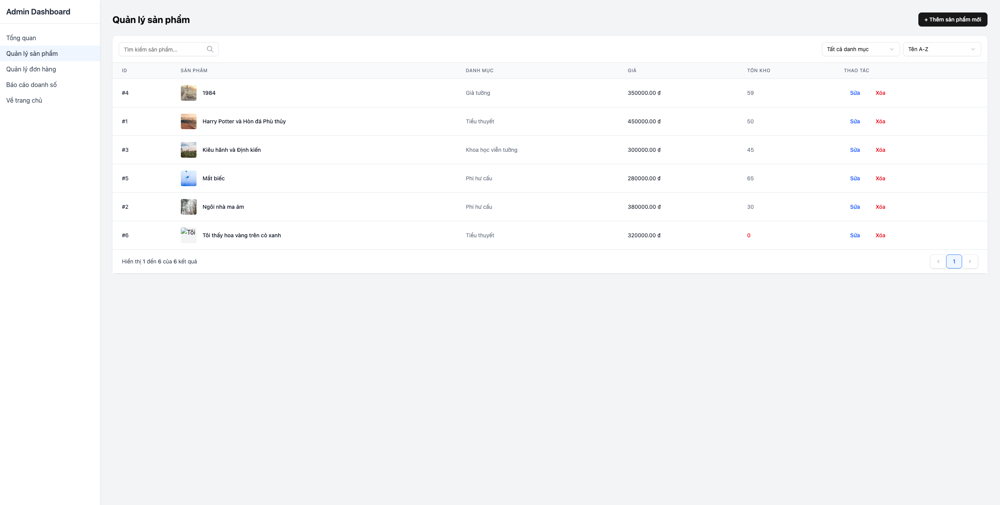 Admin Dashboard
Tổng quan
Quản lý sản phẩm
Quản lý đơn hàng
Báo cáo doanh số
Về trang chủ
Quản lý sản phẩm
+ Thêm sản phẩm mới
Tìm kiếm sản phẩm...
Tất cả danh mục
Tên A-Z
ID SẢN PHẨM DANH MỤC GIÁ TỒN KHO THAO TÁC
#4 1984 Giả tưởng 350000.00 ₫ 59 Sửa Xóa
#1 Harry Potter và Hòn đá Phù thủy Tiểu thuyết 450000.00 ₫ 50 Sửa Xóa
#3 Kiêu hãnh và Định kiến Khoa học viễn tưởng 300000.00 ₫ 45 Sửa Xóa
#5 Mắt biếc Phi hư cấu 280000.00 ₫ 65 Sửa Xóa
#2 Ngôi nhà ma ám Phi hư cấu 380000.00 ₫ 30 Sửa Xóa
#6 Tôi Tôi thấy hoa vàng trên cỏ xanh Tiểu thuyết 320000.00 ₫ 0 Sửa Xóa
Hiển thị 1 đến 6 của 6 kết quả
‹ 1 ›